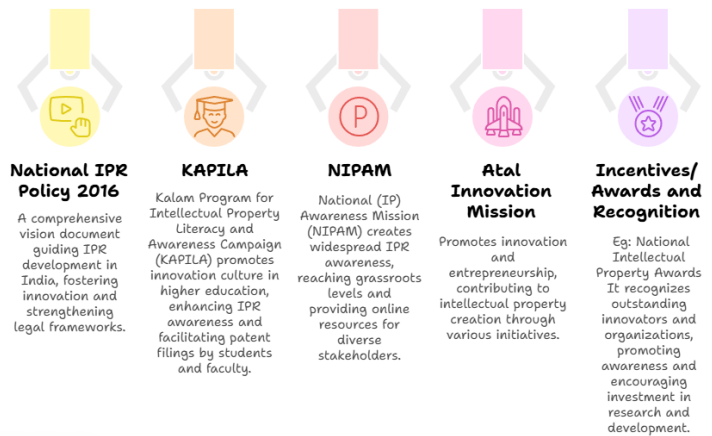 National IPR
Policy 2016
A comprehensive
vision document
guiding IPR
development in
India, fostering
innovation and
strengthening
legal frameworks.
KAPILA
Kalam Program for
Intellectual Property
Literacy and
Awareness Campaign
(KAPILA) promotes
innovation culture in
higher education,
enhancing IPR
awareness and
facilitating patent
filings by students
and faculty.
P
NIPAM
National (IP)
Awareness Mission
(NIPAM) creates
widespread IPR
awareness,
reaching grassroots
levels and
providing online
resources for
diverse
stakeholders.
Atal
Innovation
Mission
Promotes innovation
and
entrepreneurship,
contributing to
intellectual property
creation through
various initiatives.
Incentives/
Awards and
Recognition
Eg: National
Intellectual
Property Awards
It recognizes
outstanding
innovators and
organizations,
promoting
awareness and
encouraging
investment in
research and
development.